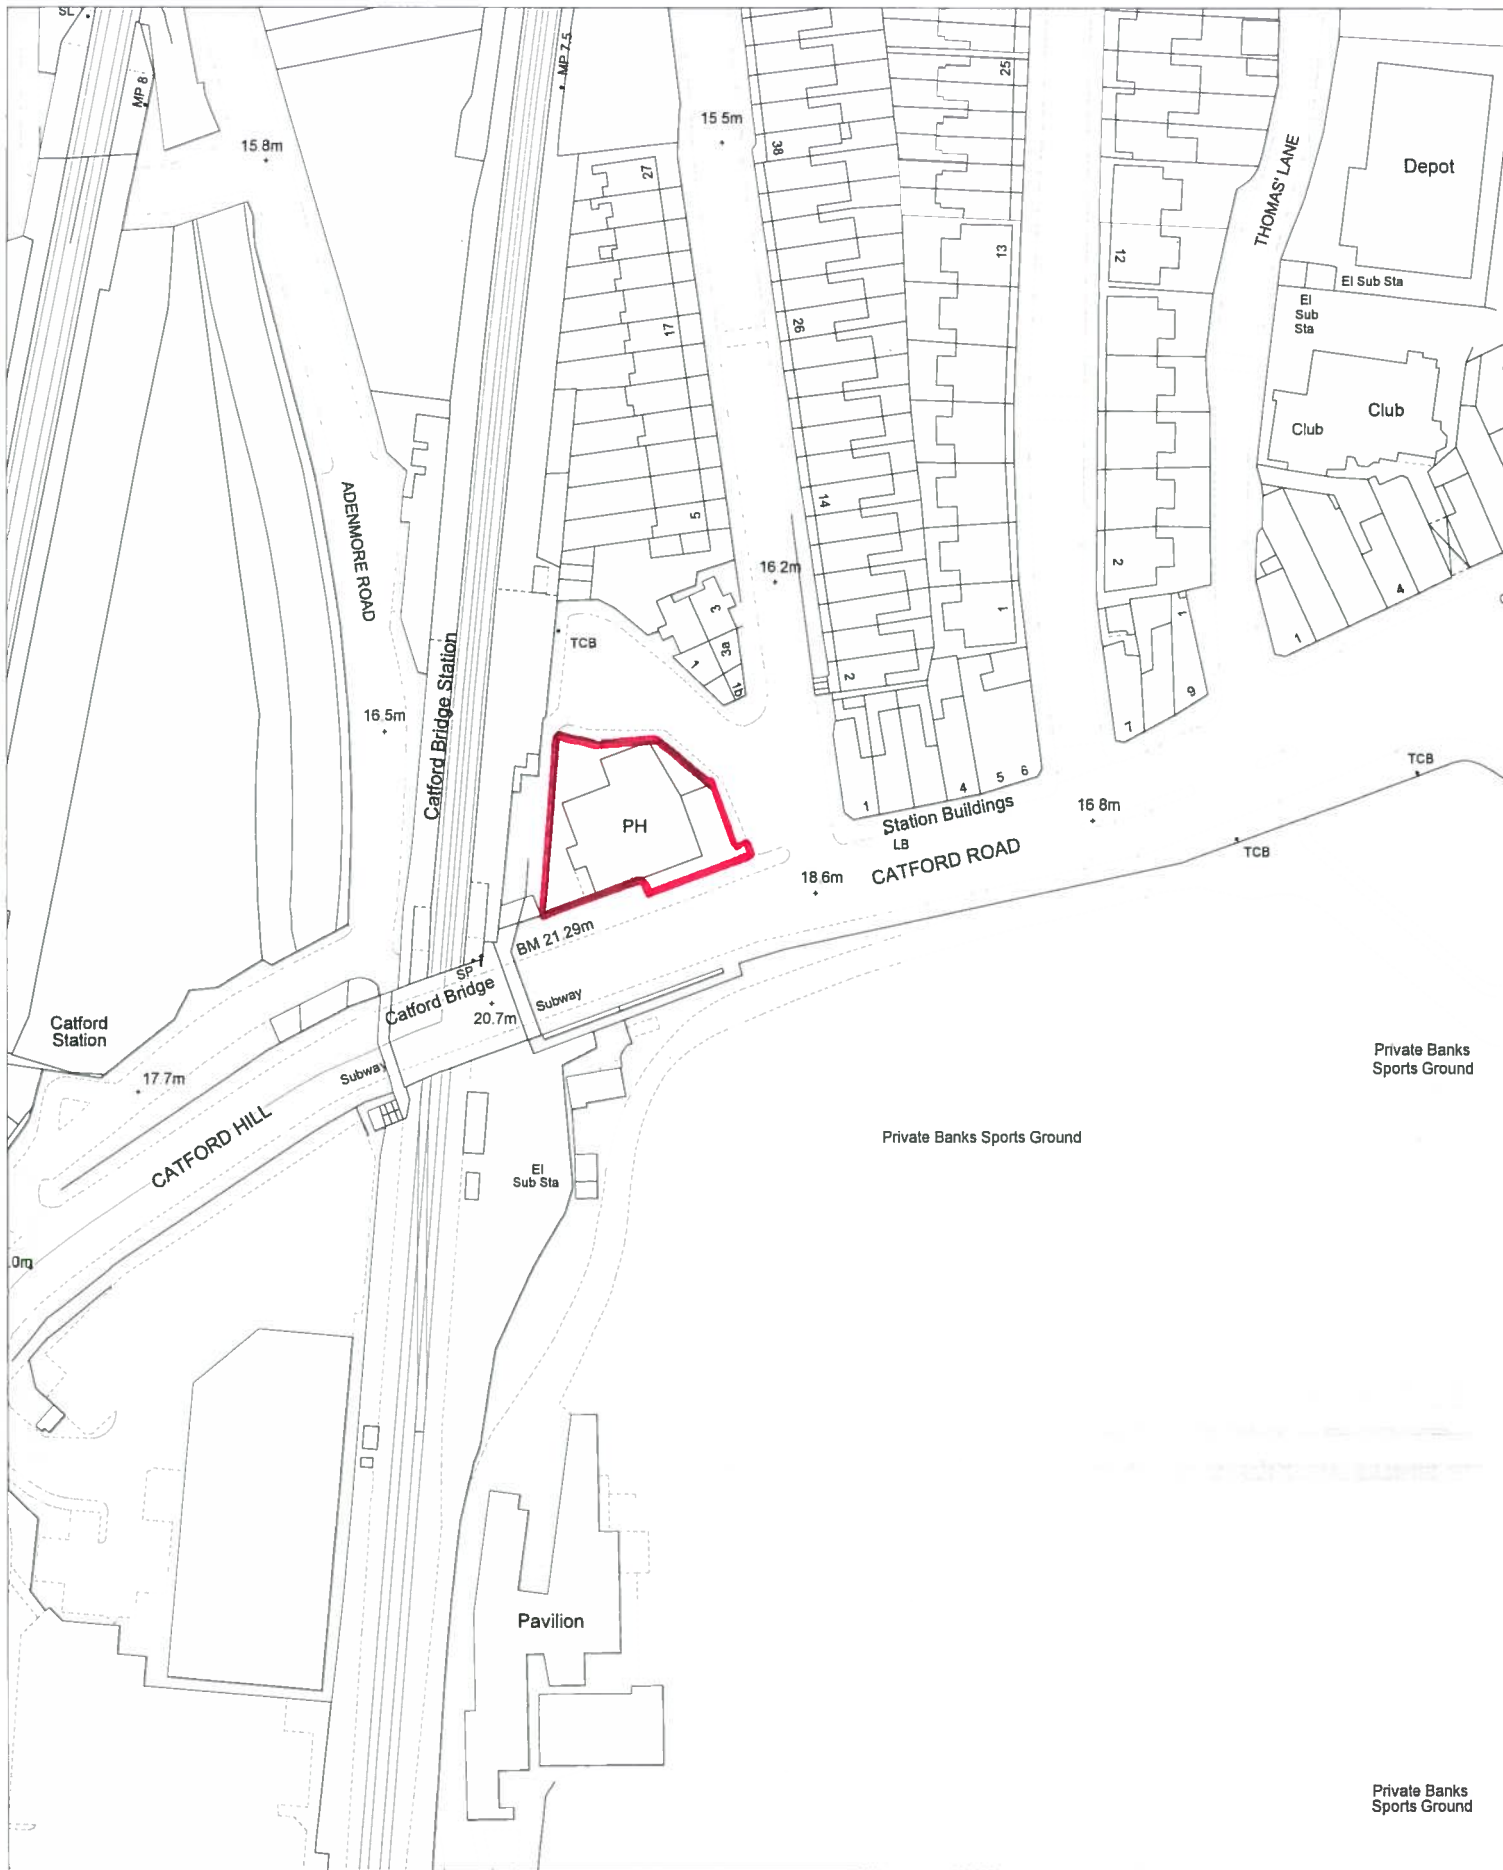 SL
MP 8
15.8m
MP 7.5
15 5m
38
25
27
THOMAS' LANE
Depot
13
12
El Sub Sta
El
Sub
Sta
17
26
Club
Club
14
5
ADENMORE ROAD
16.2m
2
4
3
1
1
1
TCB
3a
1
1b
2
9
7
Catford Bridge Station
16.5m
TCB
PH
1
4
5
6
Station Buildings
16 8m
LB
CATFORD ROAD
TCB
18.6m
BM 21.29m
SP
Catford Bridge
Subway
20.7m
Catford
Station
17.7m
Subway
CATFORD HILL
Private Banks
Sports Ground
Private Banks Sports Ground
El
Sub Sta
.0m
Pavilion
Private Banks
Sports Ground